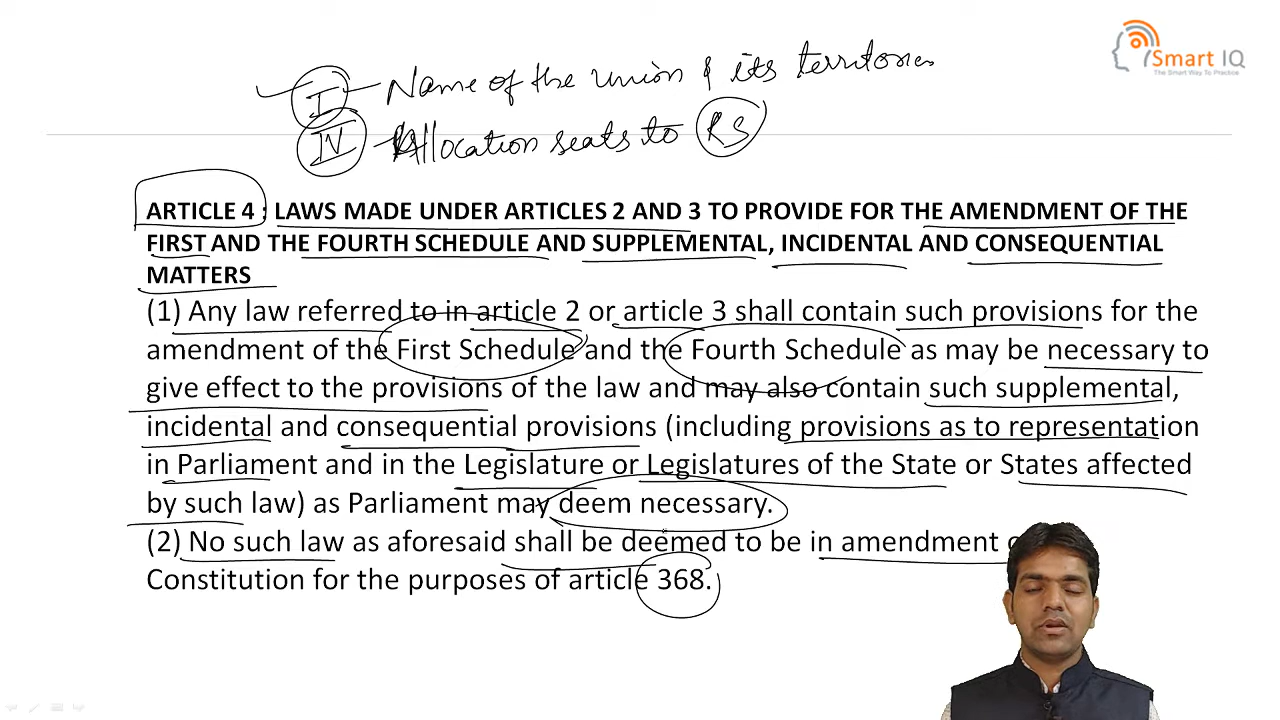 Smart IQ
The Smart Way To Practice
I - Name of the union & its territories
IV - Allocation seats to RS
ARTICLE 4 : LAWS MADE UNDER ARTICLES 2 AND 3 TO PROVIDE FOR THE AMENDMENT OF THE
FIRST AND THE FOURTH SCHEDULE AND SUPPLEMENTAL, INCIDENTAL AND CONSEQUENTIAL
MATTERS
(1) Any law referred to in article 2 or article 3 shall contain such provisions for the
amendment of the First Schedule and the Fourth Schedule as may be necessary to
give effect to the provisions of the law and may also contain such supplemental,
incidental and consequential provisions (including provisions as to representation
in Parliament and in the Legislature or Legislatures of the State or States affected
by such law) as Parliament may deem necessary.
(2) No such law as aforesaid shall be deemed to be in amendment
Constitution for the purposes of article 368.